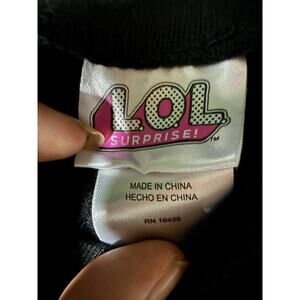 L.O.L
SURPRISE!
™
MADE IN CHINA
HECHO EN CHINA
RN 16435